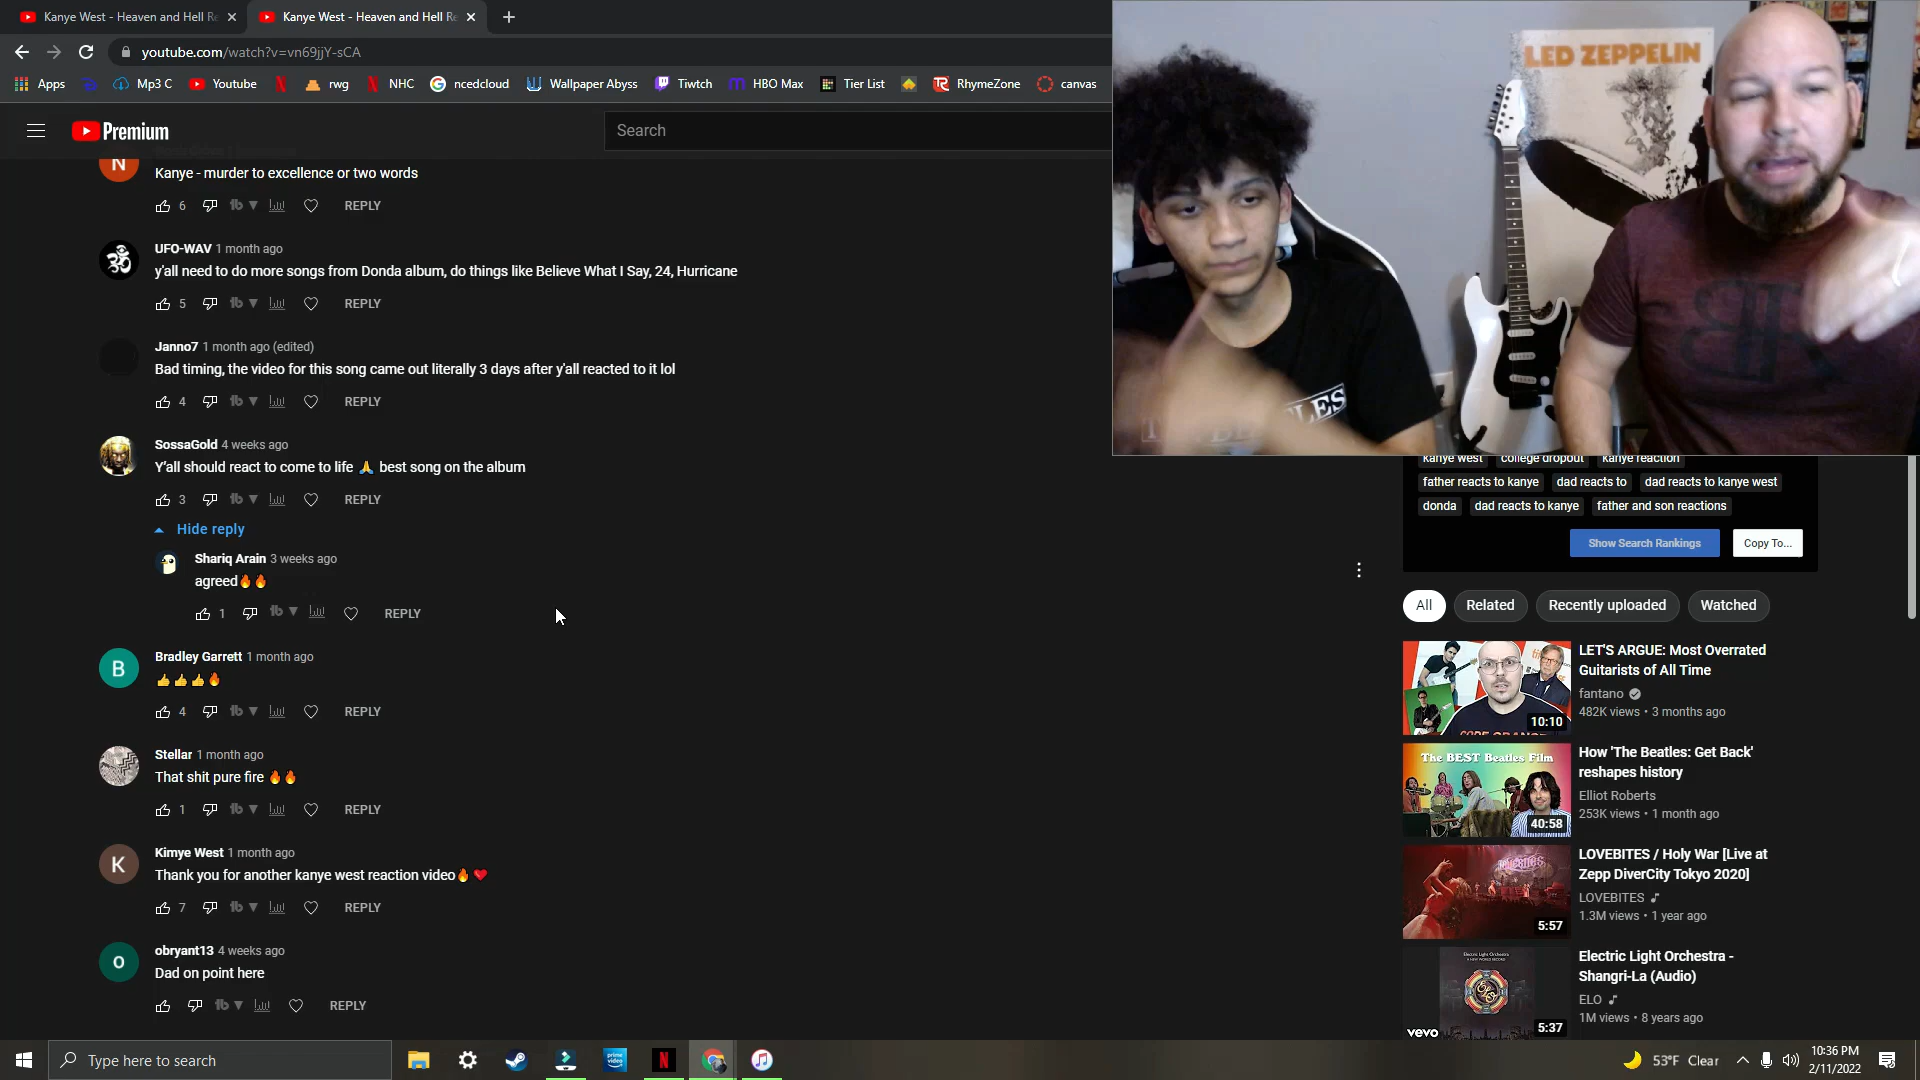 Kanye West - Heaven and Hell Re
Kanye West - Heaven and Hell Re
youtube.com/watch?v=vn69jjY-sCA
Apps
Mp3 C
Youtube
rwg
NHC
ncedcloud
Wallpaper Abyss
Tiwtch
HBO Max
Tier List
RhymeZone
canvas
Premium
Search
LED ZEPPELIN
N
Kanye - murder to excellence or two words
6
REPLY
UFO-WAV 1 month ago
y'all need to do more songs from Donda album, do things like Believe What I Say, 24, Hurricane
5
REPLY
Janno7 1 month ago (edited)
Bad timing, the video for this song came out literally 3 days after y'all reacted to it lol
4
REPLY
SossaGold 4 weeks ago
Y'all should react to come to life 🙏 best song on the album
3
REPLY
Hide reply
Shariq Arain 3 weeks ago
agreed🔥🔥
1
REPLY
B
Bradley Garrett 1 month ago
👍👍👍🔥
4
REPLY
Stellar 1 month ago
That shit pure fire 🔥🔥
1
REPLY
K
Kimye West 1 month ago
Thank you for another kanye west reaction video🔥❤️
7
REPLY
o
obryant13 4 weeks ago
Dad on point here
REPLY
kanye west
college dropout
kanye reaction
father reacts to kanye
dad reacts to
dad reacts to kanye west
donda
dad reacts to kanye
father and son reactions
Show Search Rankings
Copy To...
All
Related
Recently uploaded
Watched
LET'S ARGUE: Most Overrated
Guitarists of All Time
fantano
482K views • 3 months ago
10:10
The BEST Beatles Film
40:58
How 'The Beatles: Get Back'
reshapes history
Elliot Roberts
253K views • 1 month ago
5:57
LOVEBITES / Holy War [Live at
Zepp DiverCity Tokyo 2020]
LOVEBITES
1.3M views • 1 year ago
vevo
5:37
Electric Light Orchestra -
Shangri-La (Audio)
ELO
1M views • 8 years ago
Type here to search
prime video
53°F Clear
10:36 PM
2/11/2022